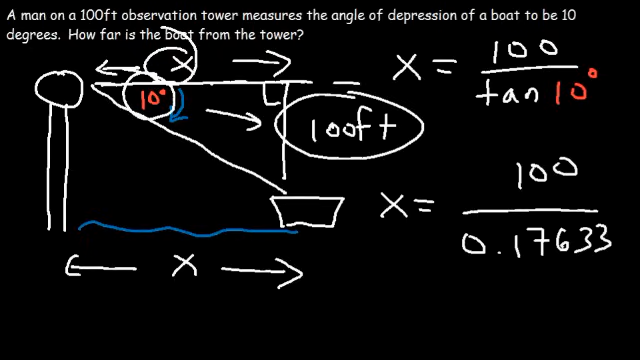 A man on a 100ft observation tower measures the angle of depression of a boat to be 10
degrees.  How far is the boat from the tower?
x
10°
100ft
x
x = 100 / tan 10°
x = 100 / 0.17633